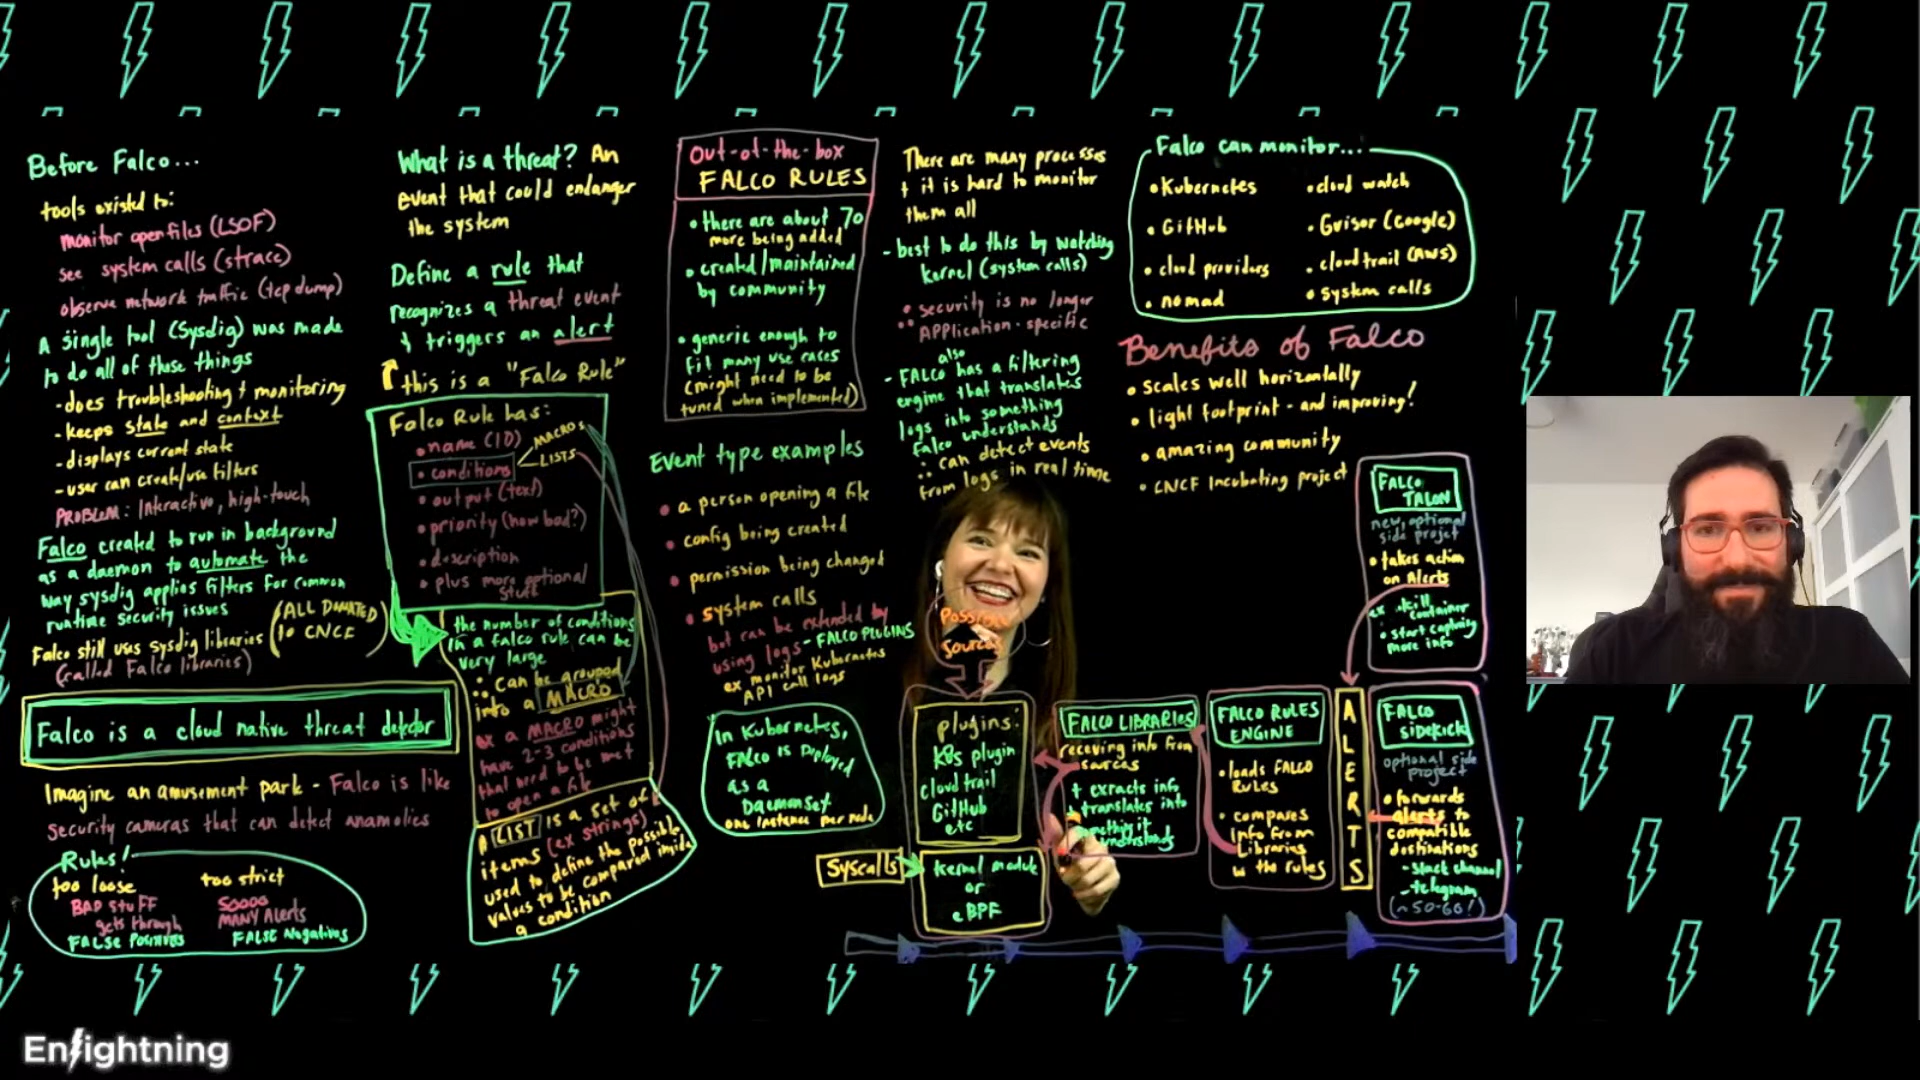 Before Falco...
tools existed to:
monitor open files (LSOF)
see system calls (strace)
observe network traffic (tcp dump)
A single tool (Sysdig) was made
to do all of these things
- does troubleshooting + monitoring
- keeps state and context
- displays current state
- user can create/use filters
PROBLEM: Interactive, high-touch
Falco created to run in background
as a daemon to automate the
way sysdig applies filters for common
runtime security issues
Falco still uses sysdig libraries
(called Falco libraries)
(ALL DONATED
to CNCF)
Falco is a cloud native threat detector
Imagine an amusement park - Falco is like
security cameras that can detect anamolies
Rules!
too loose
BAD STUFF
gets through
FALSE POSITIVES
too strict
SOOOO
MANY Alerts
FALSE Negatives
What is a threat? An
event that could endanger
the system
Define a rule that
recognizes a threat event
+ triggers an alert
this is a "Falco Rule"
Falco Rule has:
• name (ID)
• conditions
- MACROS
- LISTS
• output (text)
• priority (how bad?)
• description
• plus more optional
stuff
the number of conditions
in a falco rule can be
very large
∴ can be grouped
into a MACRO
ex a MACRO might
have 2-3 conditions
that need to be met
to open a file
A LIST is a set of
items (ex strings)
used to define the possible
values to be compared inside
a condition
Out-of-the-box
FALCO RULES
• there are about 70
more being added
• created/maintained
by community
• generic enough to
fit many use cases
(might need to be
tuned when implemented)
Event type examples
• a person opening a file
• config being created
• permission being changed
• system calls
but can be extended by
using logs - FALCO PLUGINS
ex monitor Kubernetes
API call logs
In Kubernetes,
FALCO is Deployed
as a
Daemonset
one instance per node
There are many processes
+ it is hard to monitor
them all
- best to do this by watching
kernel (system calls)
• security is no longer
APPlication-specific
also
- FALCO has a filtering
engine that translates
logs into something
Falco understands
∴ can detect events
from logs in real time
Falco can monitor...
• Kubernetes
• GitHub
• cloud providers
• nomad
• cloud watch
• Gvisor (Google)
• cloudtrail (AWS)
• system calls
Benefits of Falco
• scales well horizontally
• light footprint - and improving!
• amazing community
• CNCF Incubating project
Sources
plugins:
k8s plugin
cloudtrail
GitHub
etc
Syscalls
kernel module
or
eBPF
FALCO LIBRARIES
receving info from
sources
+ exracts info
+ translates into
something it
understands
FALCO RULES
ENGINE
• loads FALCO
RULES
• compares
info from
Libraries
w the rules
ALERTS
FALCO
TALON
new, optional
side projet
• takes action
on Alerts
ex • kill
container
• start capturing
more info
FALCO
SIDEKICK
optional side
project
• forwards
alerts to
compatible
destinations
- slack channel
- telegram
(~50-60!)
Enlightning